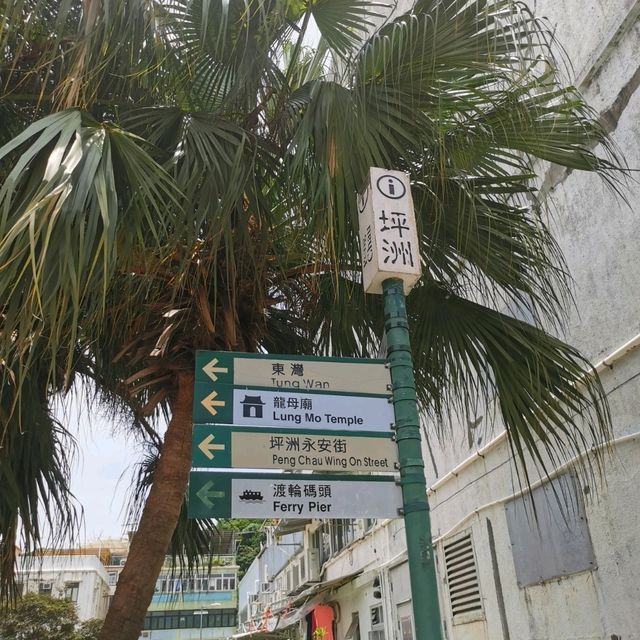 i
坪洲
東灣
Tung Wan
龍母廟
Lung Mo Temple
坪洲永安街
Peng Chau Wing On Street
渡輪碼頭
Ferry Pier